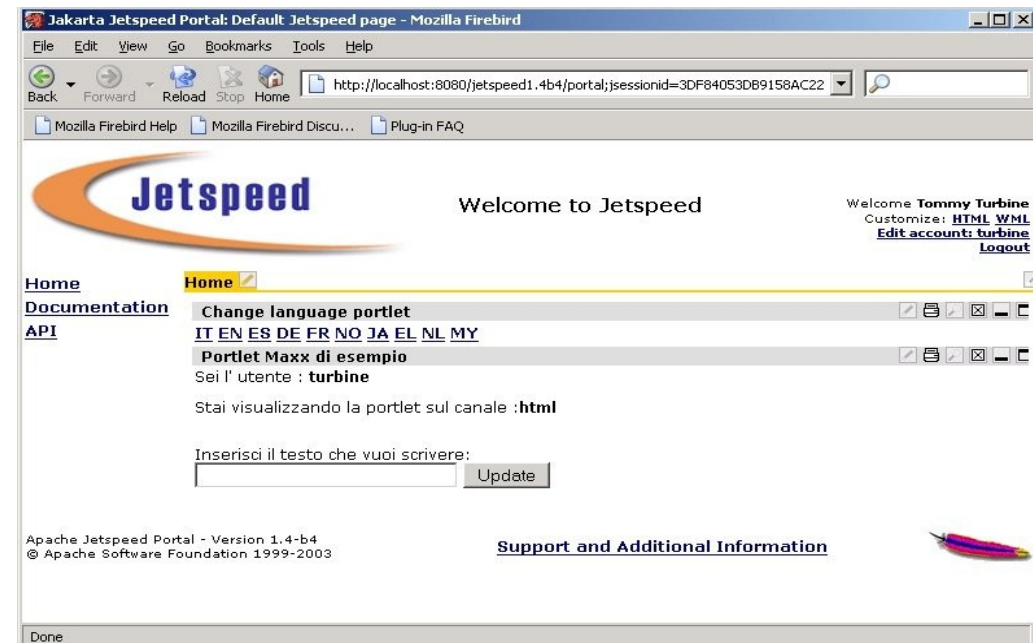 Jakarta Jetspeed Portal: Default Jetspeed page - Mozilla Firebird
File Edit View Go Bookmarks Tools Help
Back Forward Reload Stop Home http://localhost:8080/jetspeed1.4b4/portal;jsessionid=3DF84053DB9158AC22
Mozilla Firebird Help Mozilla Firebird Discu... Plug-in FAQ
Jetspeed
Welcome to Jetspeed
Welcome Tommy Turbine
Customize: HTML WML
Edit account: turbine
Logout
Home
Documentation
API
Home
Change language portlet
IT EN ES DE FR NO JA EL NL MY
Portlet Maxx di esempio
Sei l' utente : turbine
Stai visualizzando la portlet sul canale :html
Inserisci il testo che vuoi scrivere:
Update
Apache Jetspeed Portal - Version 1.4-b4
© Apache Software Foundation 1999-2003
Support and Additional Information
Done